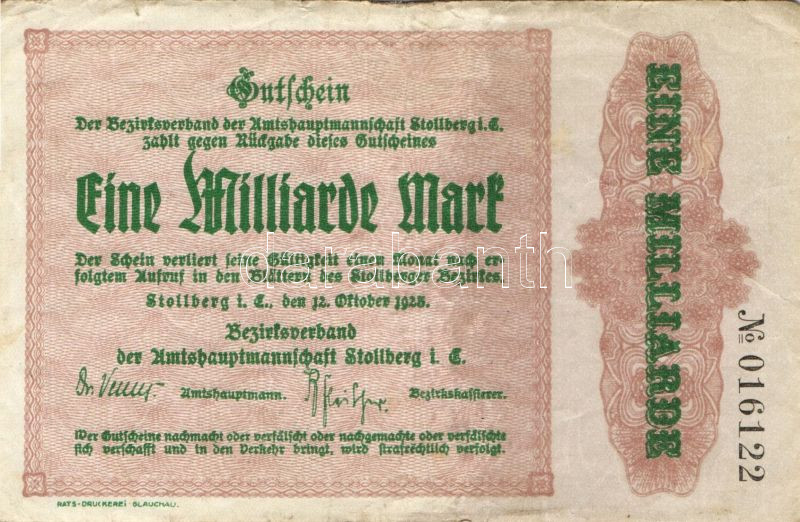 Gutschein
Der Bezirksverband der Amtshauptmannschaft Stollberg i. E.
zahlt gegen Rückgabe dieses Gutscheines
Eine Milliarde Mark
Der Schein verliert seine Gültigkeit einen Monat nach er-
folgtem Aufruf in den Blättern des Stollberger Bezirkes.
Stollberg i. E., den 12. Oktober 1923.
Bezirksverband
der Amtshauptmannschaft Stollberg i. E.
Amtshauptmann. Bezirkskassierer.
Wer Gutscheine nachmacht oder verfälscht oder nachgemachte oder verfälschte
sich verschafft und in den Verkehr bringt, wird strafrechtlich verfolgt.
RATS-DRUCKEREI GLAUCHAU.
EINE MILLIARDE
№ 016122
darabanth